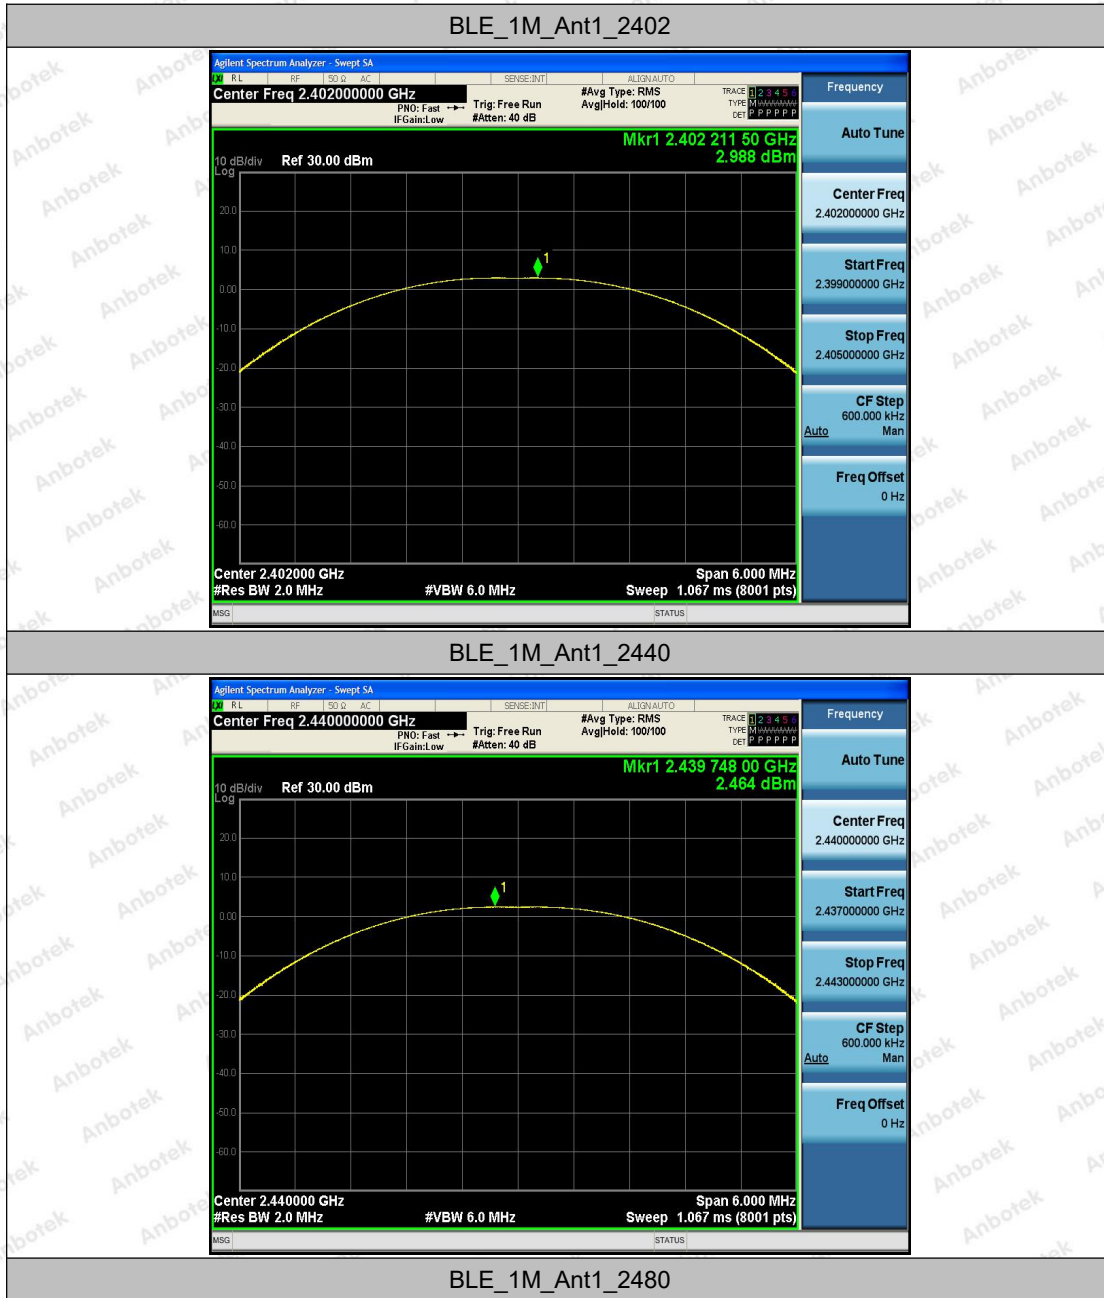 BLE_1M_Ant1_2402
Agilent Spectrum Analyzer - Swept SA
RL RF 50 Ω AC SENSE:INT ALIGNAUTO
Center Freq 2.402000000 GHz
PNO: Fast
IFGain:Low
Trig: Free Run
#Atten: 40 dB
#Avg Type: RMS
Avg|Hold: 100/100
TRACE 1 2 3 4 5 6
TYPE M
DET P P P P P P
Mkr1 2.402 211 50 GHz
2.988 dBm
10 dB/div Ref 30.00 dBm
Log
20.0
10.0
0.00
-10.0
-20.0
-30.0
-40.0
-50.0
-60.0
1
Center 2.402000 GHz Span 6.000 MHz
#Res BW 2.0 MHz #VBW 6.0 MHz Sweep 1.067 ms (8001 pts)
MSG STATUS
Frequency
Auto Tune
Center Freq
2.402000000 GHz
Start Freq
2.399000000 GHz
Stop Freq
2.405000000 GHz
CF Step
600.000 kHz
Auto Man
Freq Offset
0 Hz
BLE_1M_Ant1_2440
Agilent Spectrum Analyzer - Swept SA
RL RF 50 Ω AC SENSE:INT ALIGNAUTO
Center Freq 2.440000000 GHz
PNO: Fast
IFGain:Low
Trig: Free Run
#Atten: 40 dB
#Avg Type: RMS
Avg|Hold: 100/100
TRACE 1 2 3 4 5 6
TYPE M
DET P P P P P P
Mkr1 2.439 748 00 GHz
2.464 dBm
10 dB/div Ref 30.00 dBm
Log
20.0
10.0
0.00
-10.0
-20.0
-30.0
-40.0
-50.0
-60.0
1
Center 2.440000 GHz Span 6.000 MHz
#Res BW 2.0 MHz #VBW 6.0 MHz Sweep 1.067 ms (8001 pts)
MSG STATUS
Frequency
Auto Tune
Center Freq
2.440000000 GHz
Start Freq
2.437000000 GHz
Stop Freq
2.443000000 GHz
CF Step
600.000 kHz
Auto Man
Freq Offset
0 Hz
BLE_1M_Ant1_2480